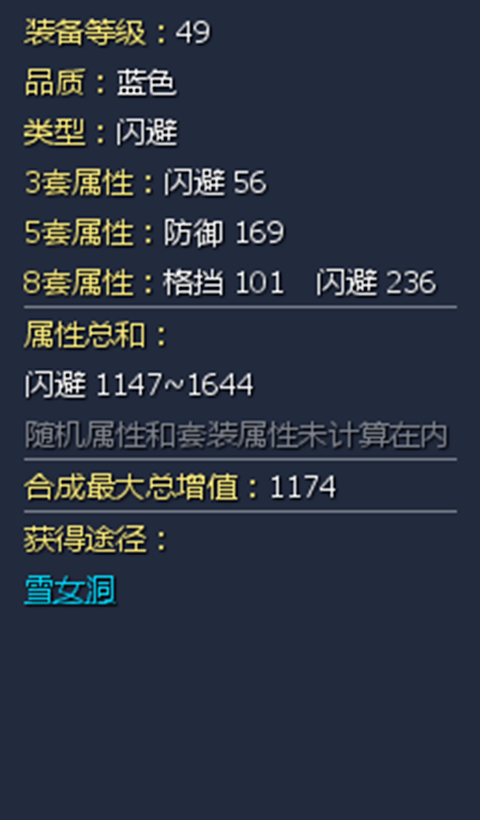 装备等级：49
品质：蓝色
类型：闪避
3套属性：闪避 56
5套属性：防御 169
8套属性：格挡 101 闪避 236
属性总和：
闪避 1147~1644
随机属性和套装属性未计算在内
合成最大总增值：1174
获得途径：
雪女洞